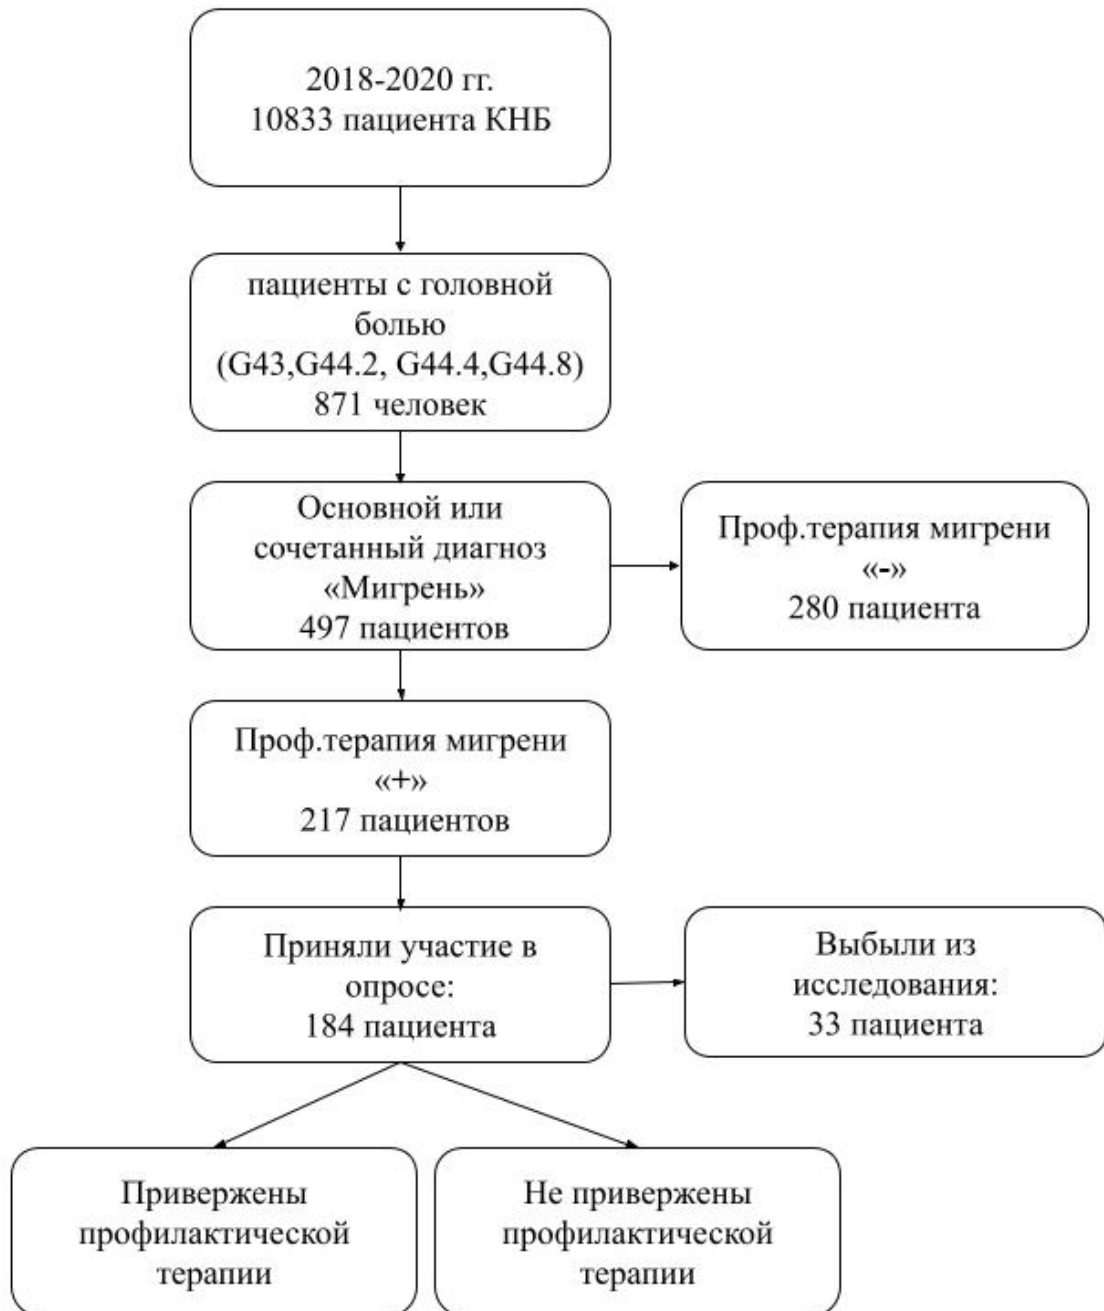 2018-2020 гг.
10833 пациента КНБ
пациенты с головной
болью
(G43,G44.2, G44.4,G44.8)
871 человек
Основной или
сочетанный диагноз
«Мигрень»
497 пациентов
Проф.терапия мигрени
«-»
280 пациента
Проф.терапия мигрени
«+»
217 пациентов
Приняли участие в
опросе:
184 пациента
Выбыли из
исследования:
33 пациента
Привержены
профилактической
терапии
Не привержены
профилактической
терапии